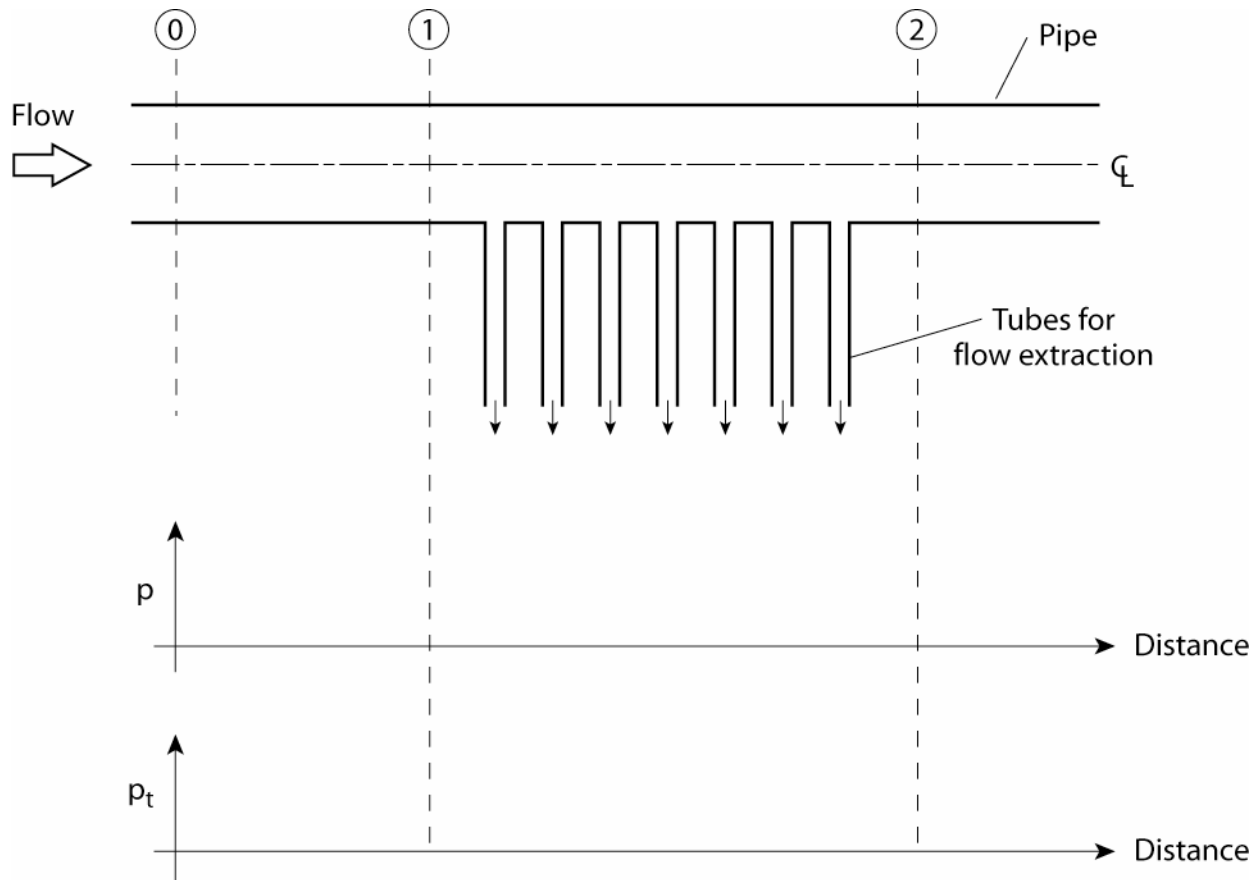 0
1
2
Pipe
Flow
℄
Tubes for
flow extraction
p
Distance
pt
Distance